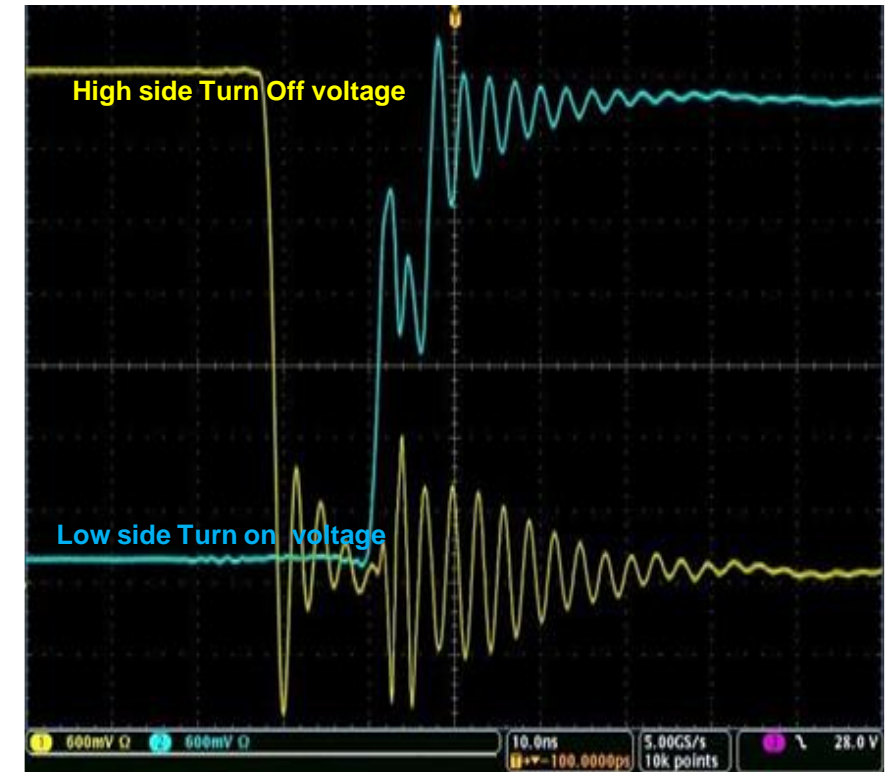 T
High side Turn Off voltage
Low side Turn on voltage
1 600mV Ω 2 600mV Ω
10.0ns
T→▼-100.0000ps
5.00GS/s
10k points
3 28.0 V